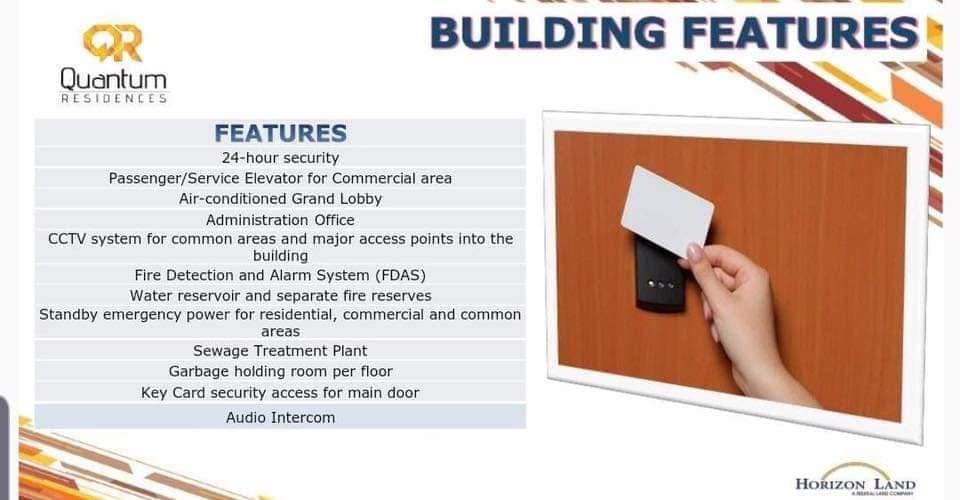 QR
Quantum
RESIDENCES
BUILDING FEATURES
FEATURES
24-hour security
Passenger/Service Elevator for Commercial area
Air-conditioned Grand Lobby
Administration Office
CCTV system for common areas and major access points into the
building
Fire Detection and Alarm System (FDAS)
Water reservoir and separate fire reserves
Standby emergency power for residential, commercial and common
areas
Sewage Treatment Plant
Garbage holding room per floor
Key Card security access for main door
Audio Intercom
HORIZON LAND
A FEDERAL LAND COMPANY